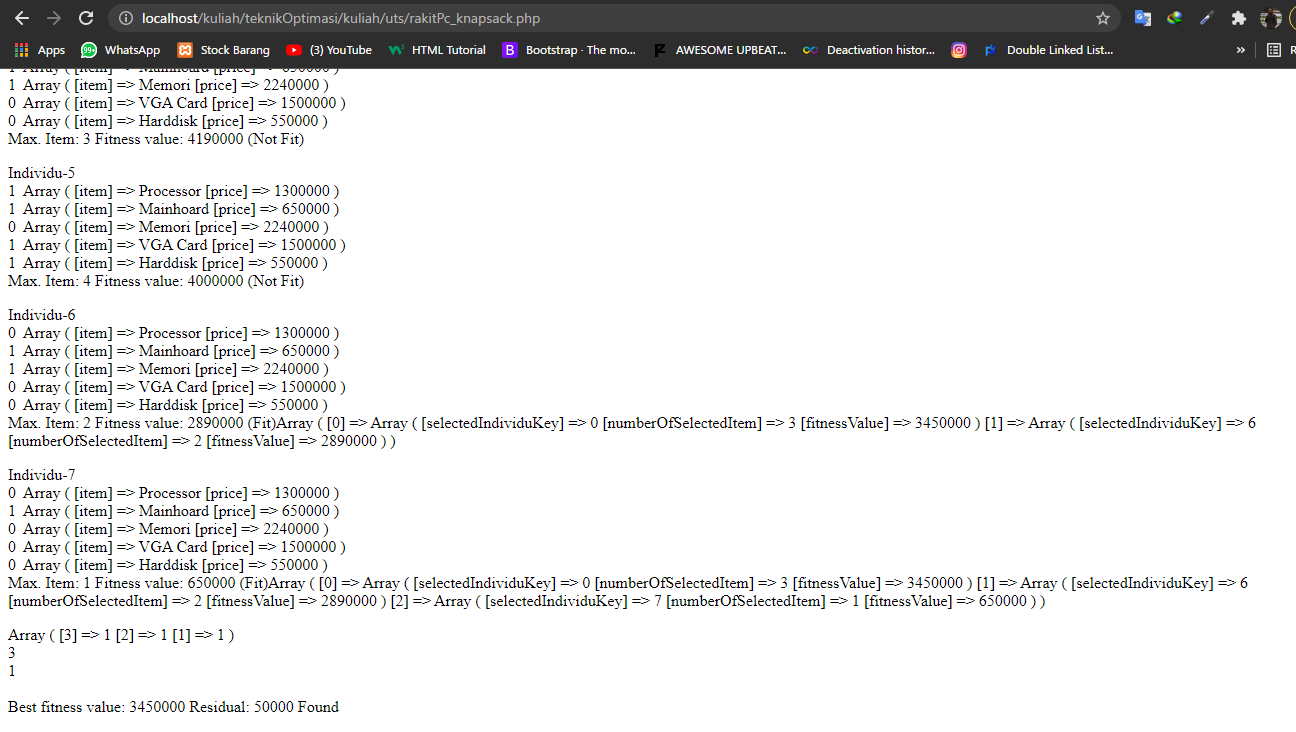 localhost/kuliah/teknikOptimasi/kuliah/uts/rakitPc_knapsack.php
Apps 99+ WhatsApp Stock Barang (3) YouTube HTML Tutorial B Bootstrap · The mo... AWESOME UPBEAT... Deactivation histor... Double Linked List... » R
1 Array ( [item] => Mainhoard [price] => 650000 )
1 Array ( [item] => Memori [price] => 2240000 )
0 Array ( [item] => VGA Card [price] => 1500000 )
0 Array ( [item] => Harddisk [price] => 550000 )
Max. Item: 3 Fitness value: 4190000 (Not Fit)
Individu-5
1 Array ( [item] => Processor [price] => 1300000 )
1 Array ( [item] => Mainhoard [price] => 650000 )
0 Array ( [item] => Memori [price] => 2240000 )
1 Array ( [item] => VGA Card [price] => 1500000 )
1 Array ( [item] => Harddisk [price] => 550000 )
Max. Item: 4 Fitness value: 4000000 (Not Fit)
Individu-6
0 Array ( [item] => Processor [price] => 1300000 )
1 Array ( [item] => Mainhoard [price] => 650000 )
1 Array ( [item] => Memori [price] => 2240000 )
0 Array ( [item] => VGA Card [price] => 1500000 )
0 Array ( [item] => Harddisk [price] => 550000 )
Max. Item: 2 Fitness value: 2890000 (Fit)Array ( [0] => Array ( [selectedIndividuKey] => 0 [numberOfSelectedItem] => 3 [fitnessValue] => 3450000 ) [1] => Array ( [selectedIndividuKey] => 6
[numberOfSelectedItem] => 2 [fitnessValue] => 2890000 ) )
Individu-7
0 Array ( [item] => Processor [price] => 1300000 )
1 Array ( [item] => Mainhoard [price] => 650000 )
0 Array ( [item] => Memori [price] => 2240000 )
0 Array ( [item] => VGA Card [price] => 1500000 )
0 Array ( [item] => Harddisk [price] => 550000 )
Max. Item: 1 Fitness value: 650000 (Fit)Array ( [0] => Array ( [selectedIndividuKey] => 0 [numberOfSelectedItem] => 3 [fitnessValue] => 3450000 ) [1] => Array ( [selectedIndividuKey] => 6
[numberOfSelectedItem] => 2 [fitnessValue] => 2890000 ) [2] => Array ( [selectedIndividuKey] => 7 [numberOfSelectedItem] => 1 [fitnessValue] => 650000 ) )
Array ( [3] => 1 [2] => 1 [1] => 1 )
3
1
Best fitness value: 3450000 Residual: 50000 Found